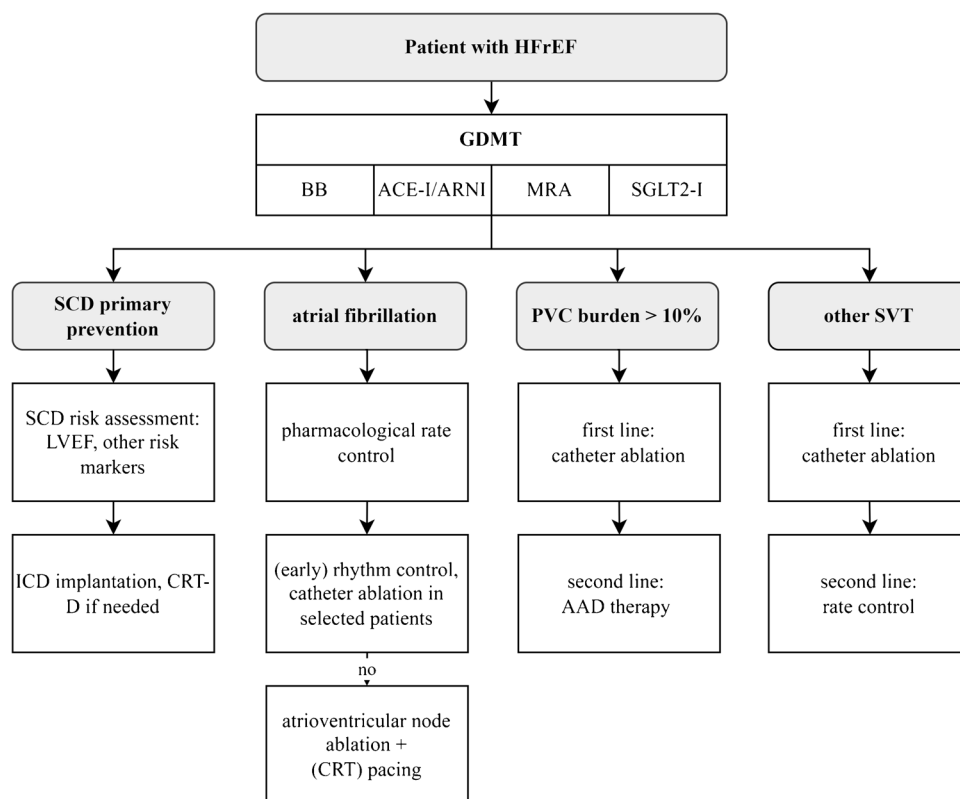 Patient with HFrEF
GDMT
BB
ACE-I/ARNI
MRA
SGLT2-I
SCD primary
prevention
atrial fibrillation
PVC burden > 10%
other SVT
SCD risk assessment:
LVEF, other risk
markers
pharmacological rate
control
first line:
catheter ablation
first line:
catheter ablation
ICD implantation, CRT-
D if needed
(early) rhythm control,
catheter ablation in
selected patients
second line:
AAD therapy
second line:
rate control
no
atrioventricular node
ablation +
(CRT) pacing